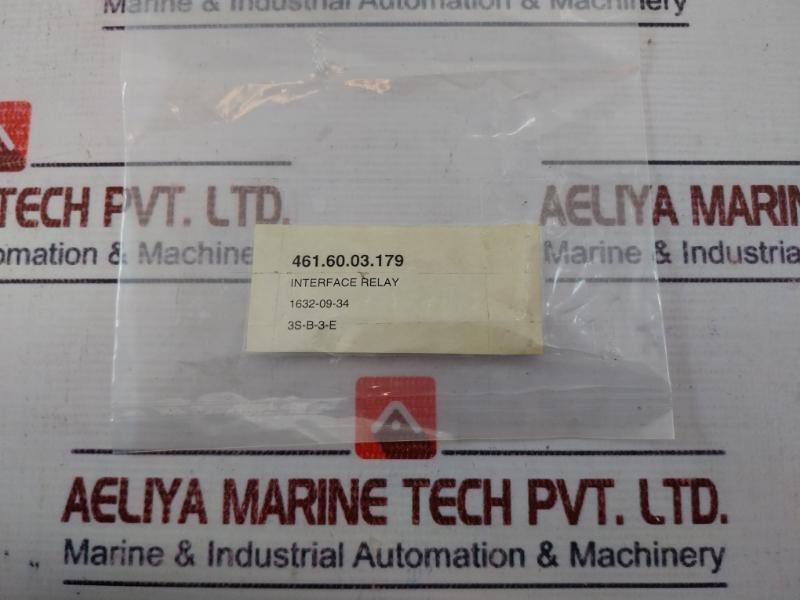 Marine & Industrial Automation & Machinery
TECH PVT. LTD.
AELIYA MARIN
Automation & Machine
Marine & Industrial
461.60.03.179
INTERFACE RELAY
1632-09-34
3S-B-3-E
AELIYA MARINE TECH PVT. LTD.
Marine & Industrial Automation & Machinery